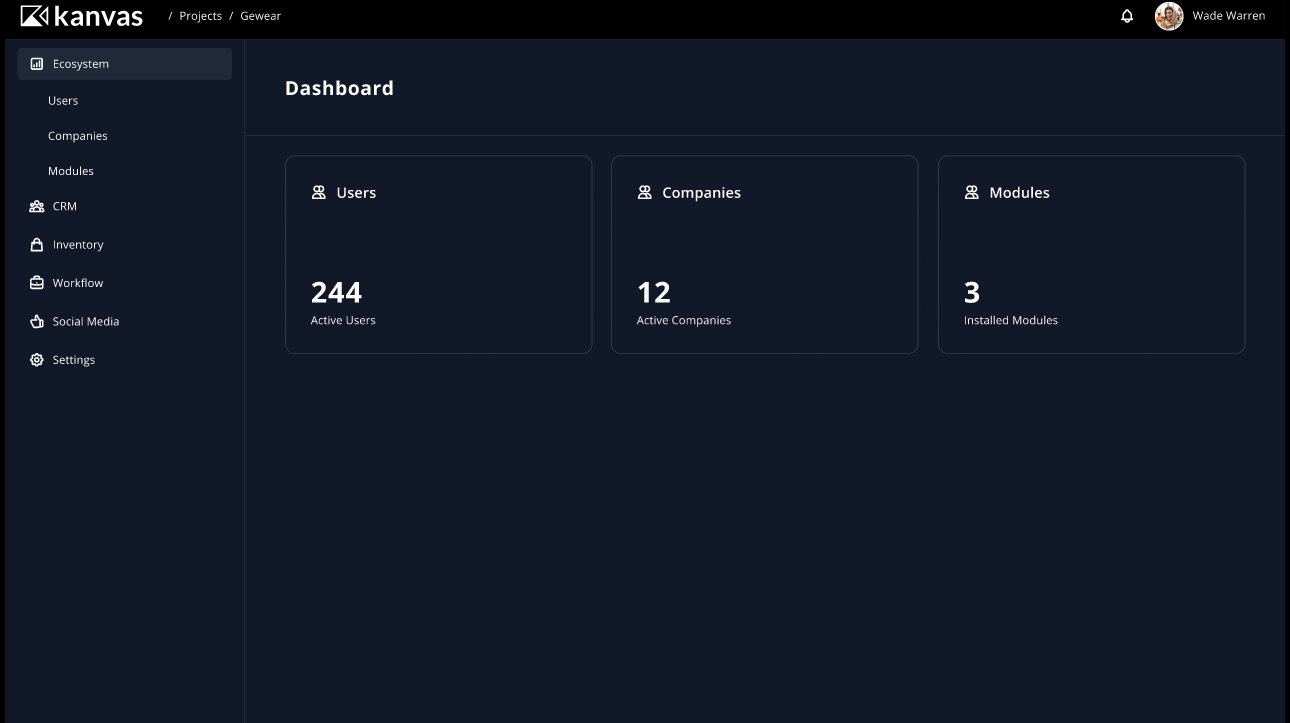 kanvas / Projects / Gewear
Wade Warren
Ecosystem
Users
Companies
Modules
CRM
Inventory
Workflow
Social Media
Settings
Dashboard
Users
244
Active Users
Companies
12
Active Companies
Modules
3
Installed Modules